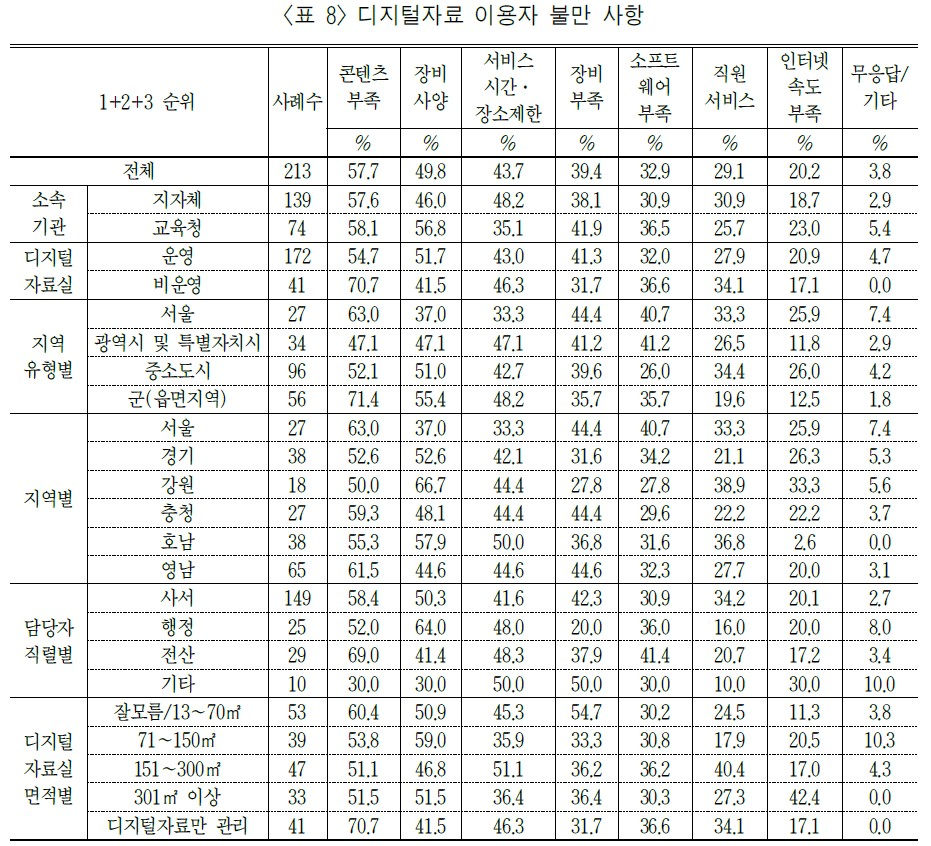 〈표 8〉 디지털자료 이용자 불만 사항
1+2+3 순위 사례수 콘텐츠 부족 장비 사양 서비스 시간· 장소제한 장비 부족 소프트 웨어 부족 직원 서비스 인터넷 속도 부족 무응답/ 기타
% % % % % % % %
전체 213 57.7 49.8 43.7 39.4 32.9 29.1 20.2 3.8
소속 기관 지자체 139 57.6 46.0 48.2 38.1 30.9 30.9 18.7 2.9
교육청 74 58.1 56.8 35.1 41.9 36.5 25.7 23.0 5.4
디지털 자료실 운영 172 54.7 51.7 43.0 41.3 32.0 27.9 20.9 4.7
비운영 41 70.7 41.5 46.3 31.7 36.6 34.1 17.1 0.0
지역 유형별 서울 27 63.0 37.0 33.3 44.4 40.7 33.3 25.9 7.4
광역시 및 특별자치시 34 47.1 47.1 47.1 41.2 41.2 26.5 11.8 2.9
중소도시 96 52.1 51.0 42.7 39.6 26.0 34.4 26.0 4.2
군(읍면지역) 56 71.4 55.4 48.2 35.7 35.7 19.6 12.5 1.8
지역별 서울 27 63.0 37.0 33.3 44.4 40.7 33.3 25.9 7.4
경기 38 52.6 52.6 42.1 31.6 34.2 21.1 26.3 5.3
강원 18 50.0 66.7 44.4 27.8 27.8 38.9 33.3 5.6
충청 27 59.3 48.1 44.4 44.4 29.6 22.2 22.2 3.7
호남 38 55.3 57.9 50.0 36.8 31.6 36.8 2.6 0.0
영남 65 61.5 44.6 44.6 44.6 32.3 27.7 20.0 3.1
담당자 직렬별 사서 149 58.4 50.3 41.6 42.3 30.9 34.2 20.1 2.7
행정 25 52.0 64.0 48.0 20.0 36.0 16.0 20.0 8.0
전산 29 69.0 41.4 48.3 37.9 41.4 20.7 17.2 3.4
기타 10 30.0 30.0 50.0 50.0 30.0 10.0 30.0 10.0
디지털 자료실 면적별 잘모름/13~70㎡ 53 60.4 50.9 45.3 54.7 30.2 24.5 11.3 3.8
71~150㎡ 39 53.8 59.0 35.9 33.3 30.8 17.9 20.5 10.3
151~300㎡ 47 51.1 46.8 51.1 36.2 36.2 40.4 17.0 4.3
301㎡ 이상 33 51.5 51.5 36.4 36.4 30.3 27.3 42.4 0.0
디지털자료만 관리 41 70.7 41.5 46.3 31.7 36.6 34.1 17.1 0.0